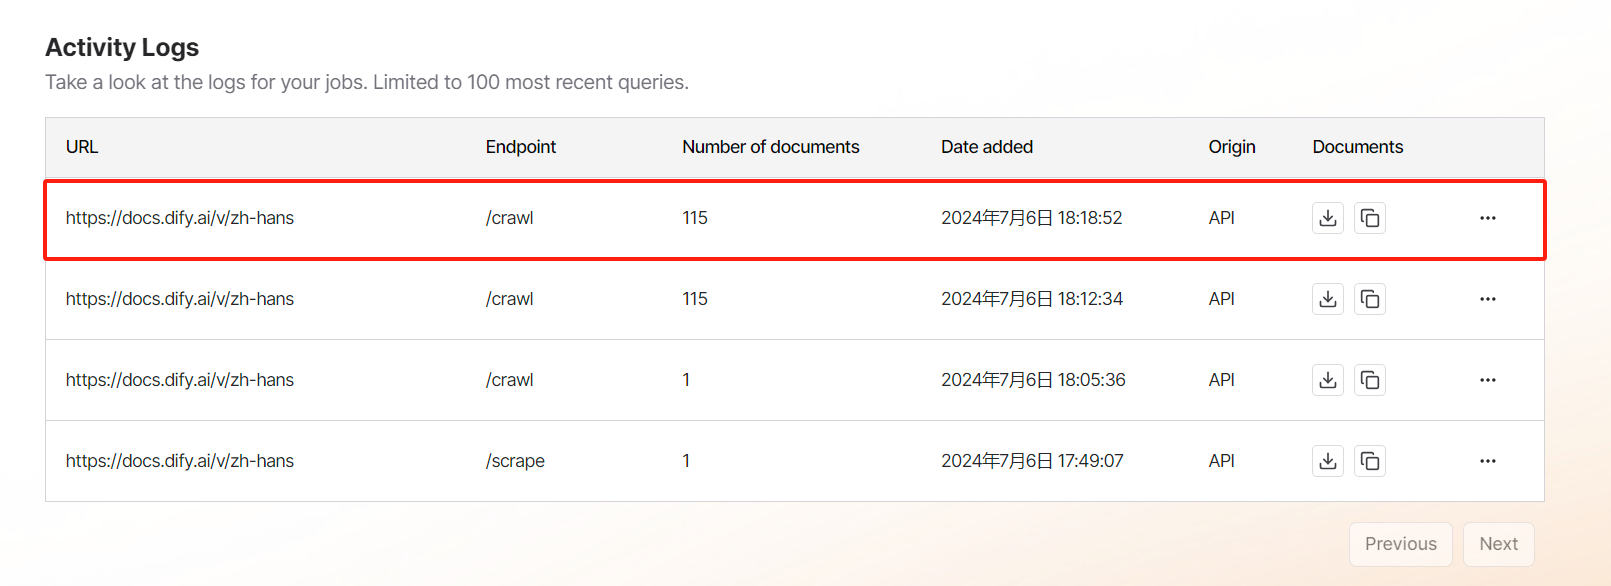 Activity Logs
Take a look at the logs for your jobs. Limited to 100 most recent queries.
URL Endpoint Number of documents Date added Origin Documents
https://docs.dify.ai/v/zh-hans /crawl 115 2024年7月6日 18:18:52 API
https://docs.dify.ai/v/zh-hans /crawl 115 2024年7月6日 18:12:34 API
https://docs.dify.ai/v/zh-hans /crawl 1 2024年7月6日 18:05:36 API
https://docs.dify.ai/v/zh-hans /scrape 1 2024年7月6日 17:49:07 API
Previous Next